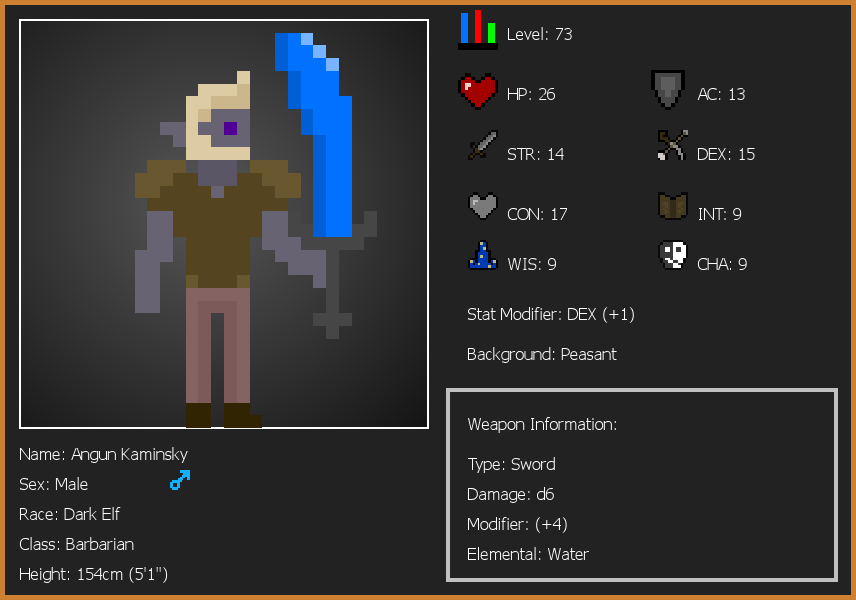 Level: 73
HP: 26
AC: 13
STR: 14
DEX: 15
CON: 17
INT: 9
WIS: 9
CHA: 9
Stat Modifier: DEX (+1)
Background: Peasant
Weapon Information:
Type: Sword
Damage: d6
Modifier: (+4)
Elemental: Water
Name: Angun Kaminsky
Sex: Male
Race: Dark Elf
Class: Barbarian
Height: 154cm (5'1")